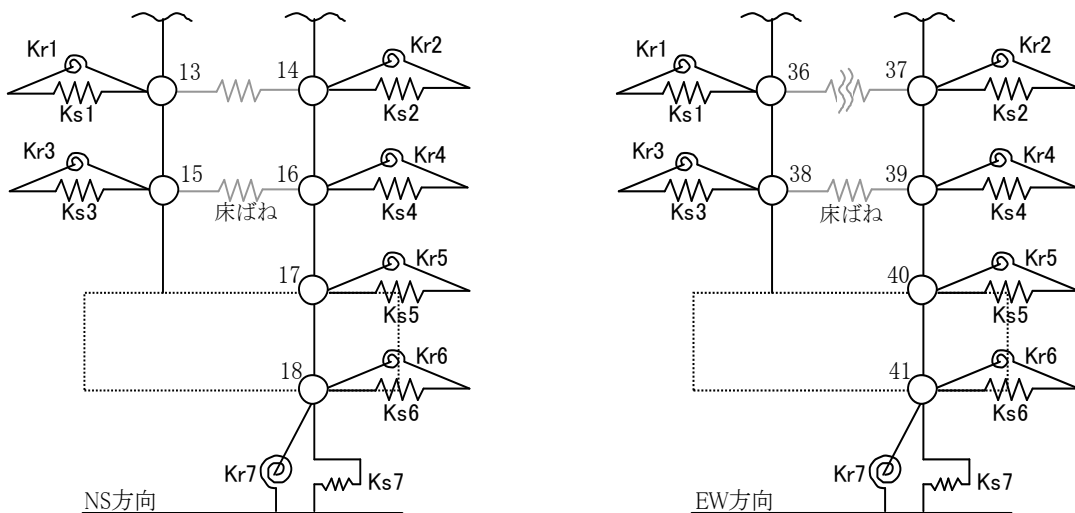 Kr1
Kr2
13
14
Ks1
Ks2
Kr3
Kr4
15
16
Ks3
床ばね
Ks4
17
Kr5
Ks5
18
Kr6
Ks6
Kr7
Ks7
NS方向
Kr1
Kr2
36
37
Ks1
Ks2
Kr3
Kr4
38
39
Ks3
床ばね
Ks4
40
Kr5
Ks5
41
Kr6
Ks6
Kr7
Ks7
EW方向